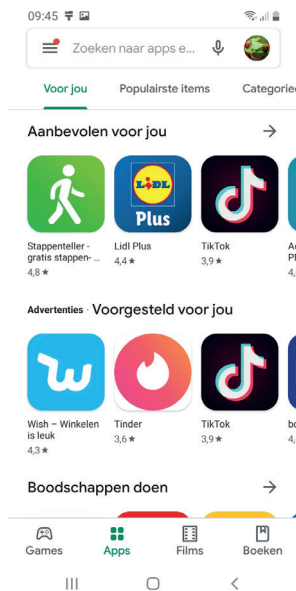 09:45
Zoeken naar apps e...
Voor jou Populairste items Categorie
Aanbevolen voor jou
LIDL
Plus
Stappenteller -
gratis stappen- ...
4,8★
Lidl Plus
4,4★
TikTok
3,9★
Advertenties · Voorgesteld voor jou
Wish – Winkelen
is leuk
4,3★
Tinder
3,6★
TikTok
3,9★
4,
Boodschappen doen
Games Apps Films Boeken